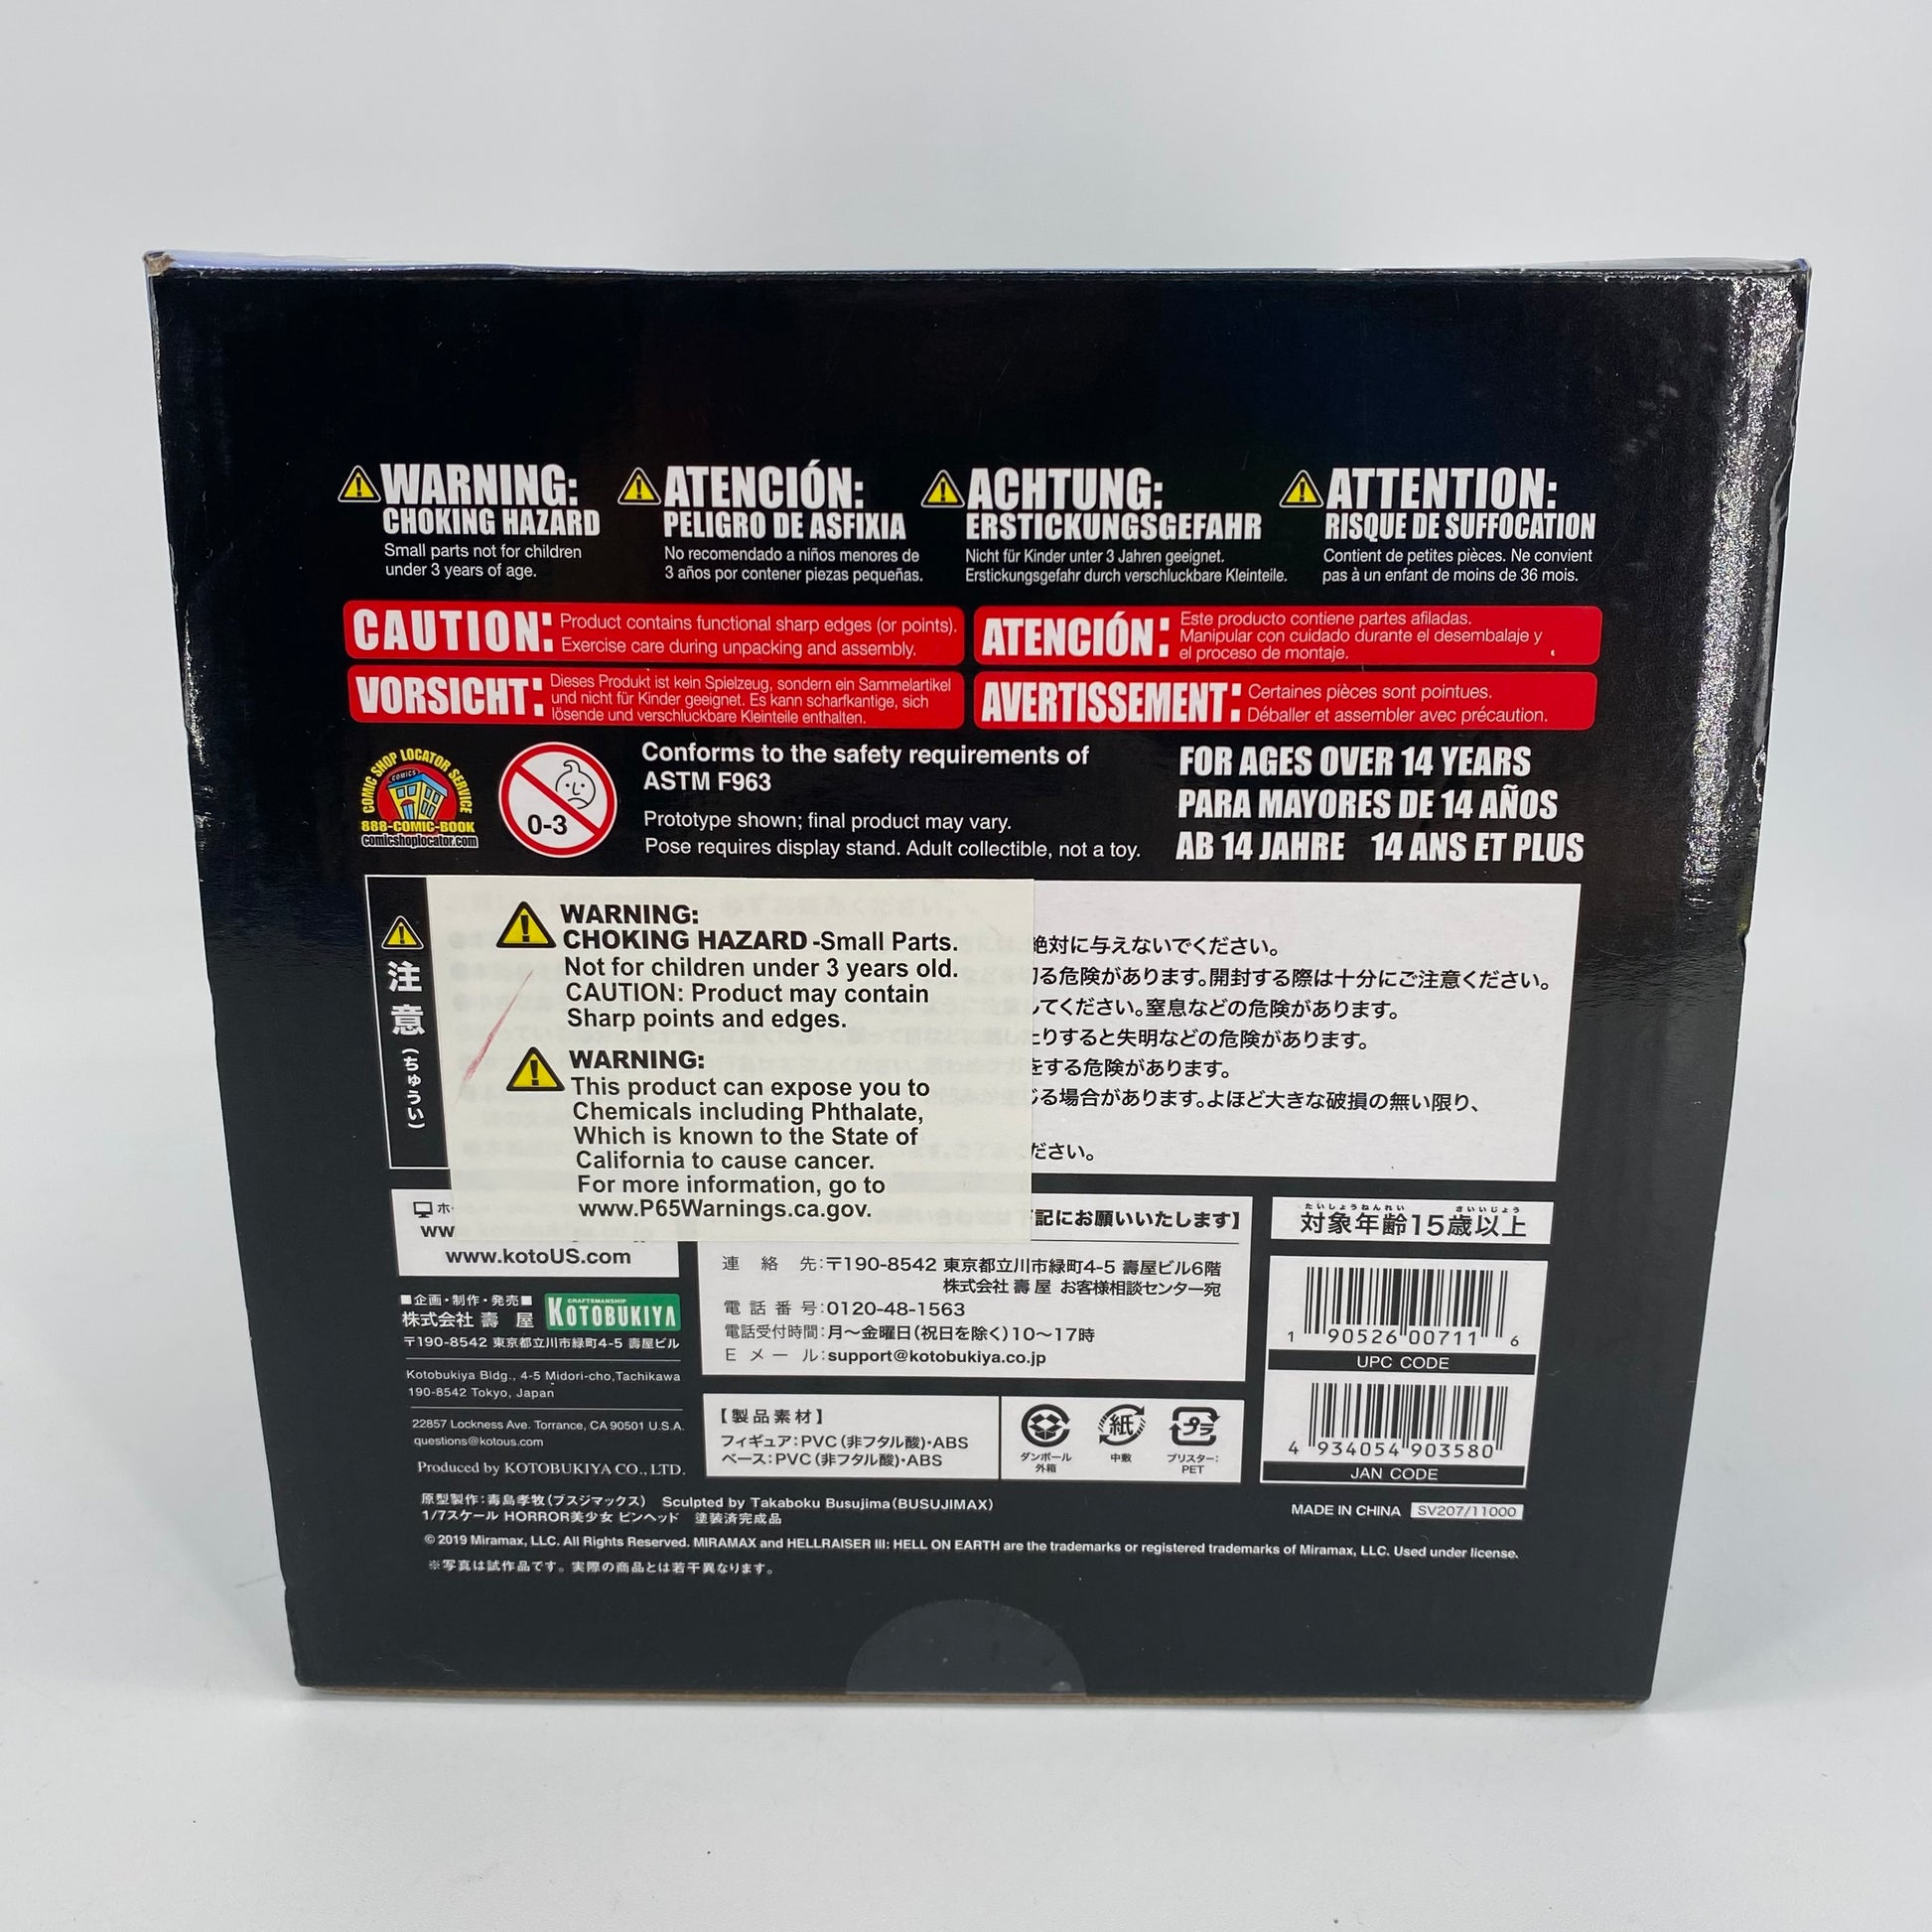 WARNING:
CHOKING HAZARD
Small parts not for children
under 3 years of age.
ATENCIÓN:
PELIGRO DE ASFIXIA
No recomendado a niños menores de
3 años por contener piezas pequeñas.
ACHTUNG:
ERSTICKUNGSGEFAHR
Nicht für Kinder unter 3 Jahren geeignet.
Erstickungsgefahr durch verschluckbare Kleinteile.
ATTENTION:
RISQUE DE SUFFOCATION
Contient de petites pièces. Ne convient
pas à un enfant de moins de 36 mois.
CAUTION: Product contains functional sharp edges (or points).
Exercise care during unpacking and assembly.
ATENCIÓN: Este producto contiene partes afiladas.
Manipular con cuidado durante el desembalaje y
el proceso de montaje.
VORSICHT: Dieses Produkt ist kein Spielzeug, sondern ein Sammelartikel
und nicht für Kinder geeignet. Es kann scharfkantige, sich
lösende und verschluckbare Kleinteile enthalten.
AVERTISSEMENT: Certaines pièces sont pointues.
Déballer et assembler avec précaution.
COMIC SHOP LOCATOR SERVICE
COMICS
888-COMIC-BOOK
comicshoplocator.com
0-3
Conforms to the safety requirements of
ASTM F963
Prototype shown; final product may vary.
Pose requires display stand. Adult collectible, not a toy.
FOR AGES OVER 14 YEARS
PARA MAYORES DE 14 AÑOS
AB 14 JAHRE 14 ANS ET PLUS
注意(ちゅうい)
WARNING:
CHOKING HAZARD -Small Parts.
Not for children under 3 years old.
CAUTION: Product may contain
Sharp points and edges.
WARNING:
This product can expose you to
Chemicals including Phthalate,
Which is known to the State of
California to cause cancer.
For more information, go to
www.P65Warnings.ca.gov.
絶対に与えないでください。
る危険があります。開封する際は十分にご注意ください。
してください。窒息などの危険があります。
たりすると失明などの危険があります。
をする危険があります。
じる場合があります。よほど大きな破損の無い限り、
ださい。
ホ
ww
www.kotoUS.com
■企画・制作・発売■
株式会社 壽 屋
CRAFTSMANSHIP
KOTOBUKIYA
〒190-8542 東京都立川市緑町4-5 壽屋ビル
Kotobukiya Bldg., 4-5 Midori-cho,Tachikawa
190-8542 Tokyo, Japan
22857 Lockness Ave. Torrance, CA 90501 U.S.A.
questions@kotous.com
Produced by KOTOBUKIYA CO., LTD.
記にお願いいたします】
連 絡 先:〒190-8542 東京都立川市緑町4-5 壽屋ビル6階
株式会社 壽 屋 お客様相談センター宛
電 話 番 号:0120-48-1563
電話受付時間:月〜金曜日(祝日を除く)10〜17時
E メ ー ル:support@kotobukiya.co.jp
【製品素材】
フィギュア:PVC(非フタル酸)・ABS
ベース:PVC(非フタル酸)・ABS
ダンボール
外箱
紙
中敷
プラ
ブリスター:
PET
たいしょうねんれい さいいじょう
対象年齢15歳以上
1 90526 00711 6
UPC CODE
4 934054 903580
JAN CODE
原型製作:毒島孝牧(ブスジマックス) Sculpted by Takaboku Busujima(BUSUJIMAX)
1/7スケール HORROR美少女 ピンヘッド 塗装済完成品
MADE IN CHINA SV207/11000
© 2019 Miramax, LLC. All Rights Reserved. MIRAMAX and HELLRAISER III: HELL ON EARTH are the trademarks or registered trademarks of Miramax, LLC. Used under license.
※写真は試作品です。実際の商品とは若干異なります。